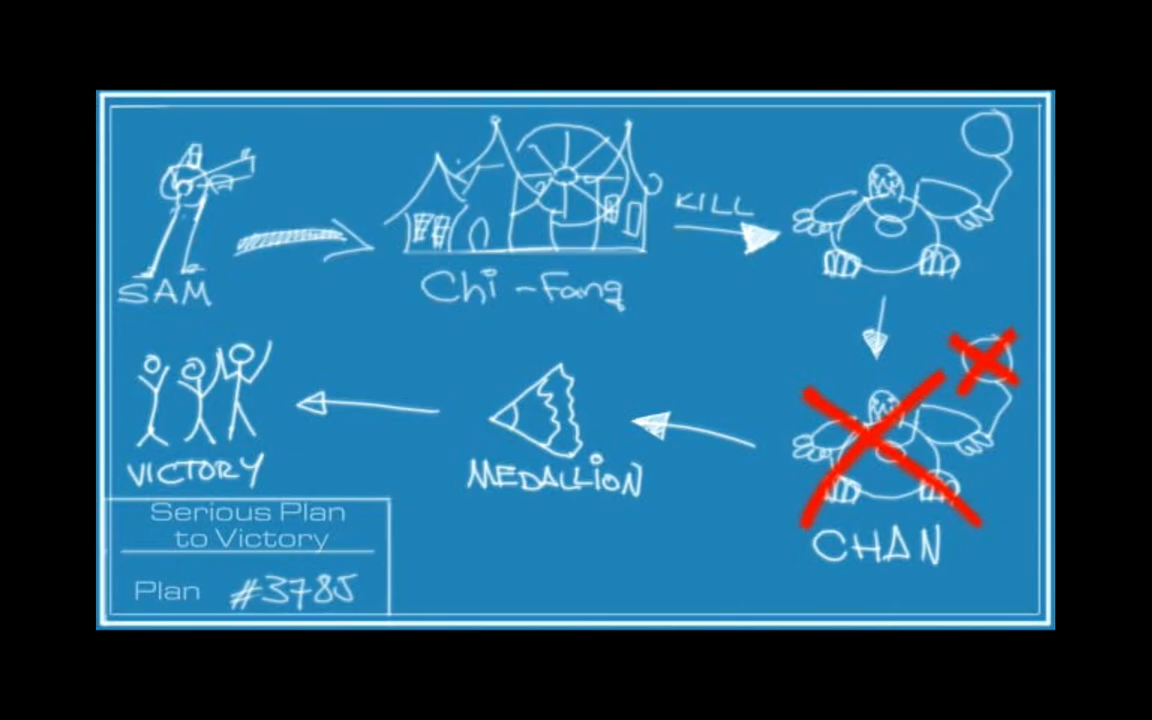 KILL
SAM
Chi-Fang
VICTORY
MEDALLiON
CHAN
Serious Plan
to Victory
Plan #3785